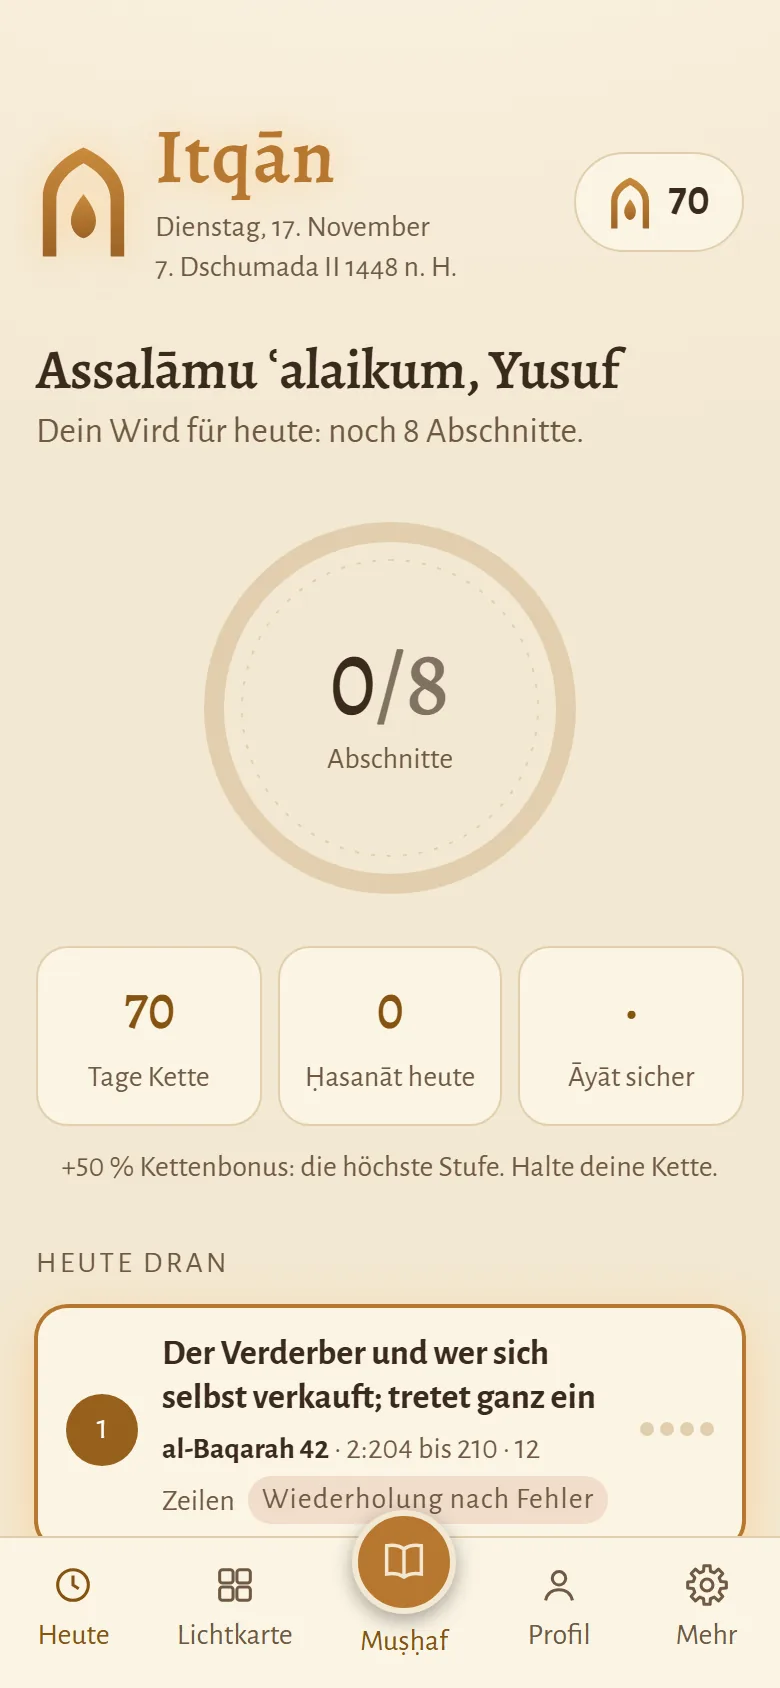 Itqān
Dienstag, 17. November
7. Dschumada II 1448 n. H.
70
Assalāmu ʿalaikum, Yusuf
Dein Wird für heute: noch 8 Abschnitte.
0/8
Abschnitte
70
Tage Kette
0
Ḥasanāt heute
·
Āyāt sicher
+50 % Kettenbonus: die höchste Stufe. Halte deine Kette.
HEUTE DRAN
1
Der Verderber und wer sich
selbst verkauft; tretet ganz ein
al-Baqarah 42 · 2:204 bis 210 · 12
Zeilen Wiederholung nach Fehler
Heute
Lichtkarte
Muṣḥaf
Profil
Mehr